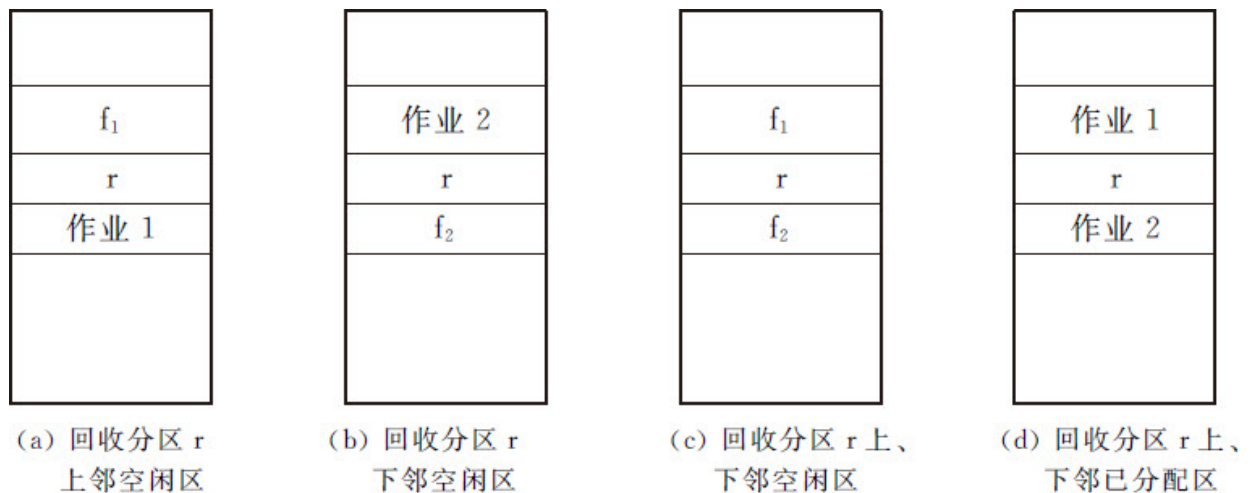 f₁
r
作业 1
作业 2
r
f₂
f₁
r
f₂
作业 1
r
作业 2
(a) 回收分区 r
上邻空闲区
(b) 回收分区 r
下邻空闲区
(c) 回收分区 r 上、
下邻空闲区
(d) 回收分区 r 上、
下邻已分配区